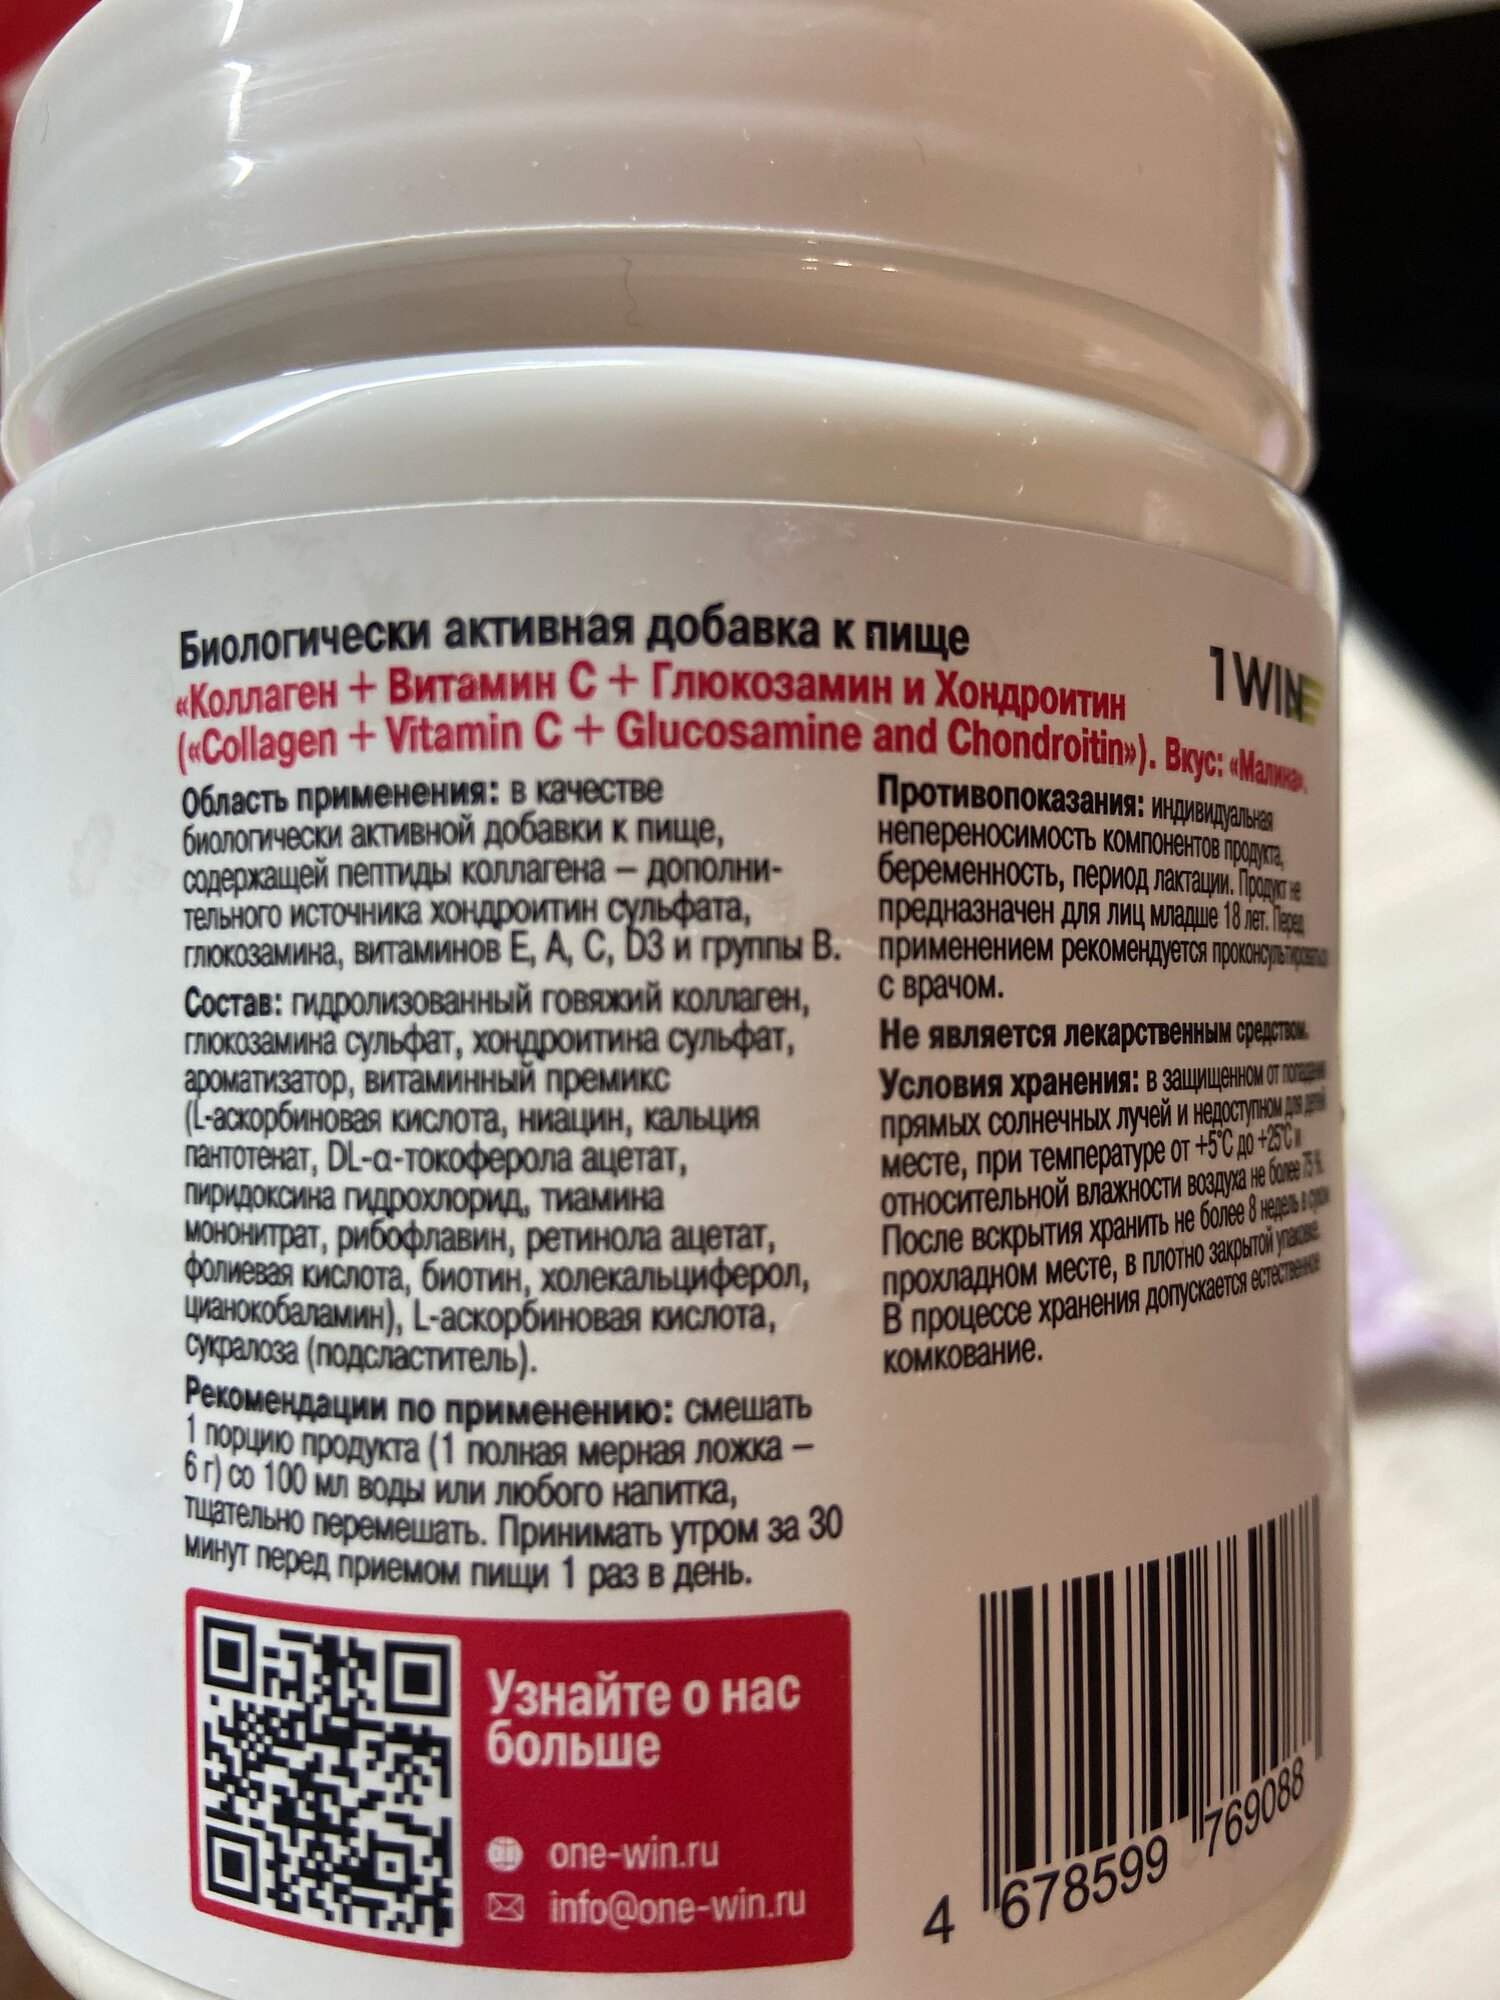 Биологически активная добавка к пище
«Коллаген + Витамин С + Глюкозамин и Хондроитин
(«Collagen + Vitamin C + Glucosamine and Chondroitin»). Вкус: «Малина».
1WIN
Область применения: в качестве
биологически активной добавки к пище,
содержащей пептиды коллагена – дополни-
тельного источника хондроитин сульфата,
глюкозамина, витаминов Е, А, С, D3 и группы В.
Состав: гидролизованный говяжий коллаген,
глюкозамина сульфат, хондроитина сульфат,
ароматизатор, витаминный премикс
(L-аскорбиновая кислота, ниацин, кальция
пантотенат, DL-α-токоферола ацетат,
пиридоксина гидрохлорид, тиамина
мононитрат, рибофлавин, ретинола ацетат,
фолиевая кислота, биотин, холекальциферол,
цианокобаламин), L-аскорбиновая кислота,
сукралоза (подсластитель).
Рекомендации по применению: смешать
1 порцию продукта (1 полная мерная ложка –
6 г) со 100 мл воды или любого напитка,
тщательно перемешать. Принимать утром за 30
минут перед приемом пищи 1 раз в день.
Противопоказания: индивидуальная
непереносимость компонентов продукта,
беременность, период лактации. Продукт не
предназначен для лиц младше 18 лет. Перед
применением рекомендуется проконсультироваться
с врачом.
Не является лекарственным средством.
Условия хранения: в защищенном от попадания
прямых солнечных лучей и недоступном для детей
месте, при температуре от +5°С до +25°С и
относительной влажности воздуха не более 75 %.
После вскрытия хранить не более 8 недель в сухом
прохладном месте, в плотно закрытой упаковке.
В процессе хранения допускается естественное
комкование.
Узнайте о нас
больше
one-win.ru
info@one-win.ru
4 678599 769088